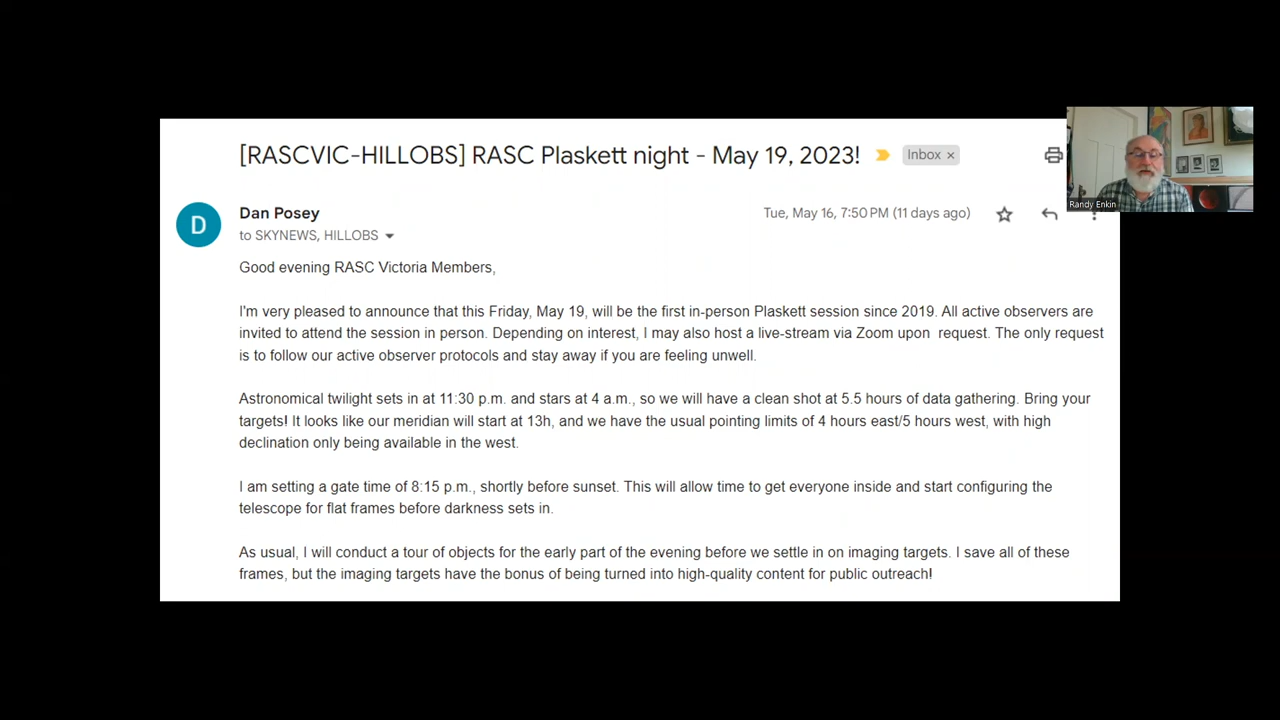 [RASCVIC-HILLOBS] RASC Plaskett night - May 19, 2023!
Inbox ×
D
Dan Posey
Tue, May 16, 7:50 PM (11 days ago)
to SKYNEWS, HILLOBS
Randy Enkin
Good evening RASC Victoria Members,
I'm very pleased to announce that this Friday, May 19, will be the first in-person Plaskett session since 2019. All active observers are
invited to attend the session in person. Depending on interest, I may also host a live-stream via Zoom upon request. The only request
is to follow our active observer protocols and stay away if you are feeling unwell.
Astronomical twilight sets in at 11:30 p.m. and stars at 4 a.m., so we will have a clean shot at 5.5 hours of data gathering. Bring your
targets! It looks like our meridian will start at 13h, and we have the usual pointing limits of 4 hours east/5 hours west, with high
declination only being available in the west.
I am setting a gate time of 8:15 p.m., shortly before sunset. This will allow time to get everyone inside and start configuring the
telescope for flat frames before darkness sets in.
As usual, I will conduct a tour of objects for the early part of the evening before we settle in on imaging targets. I save all of these
frames, but the imaging targets have the bonus of being turned into high-quality content for public outreach!